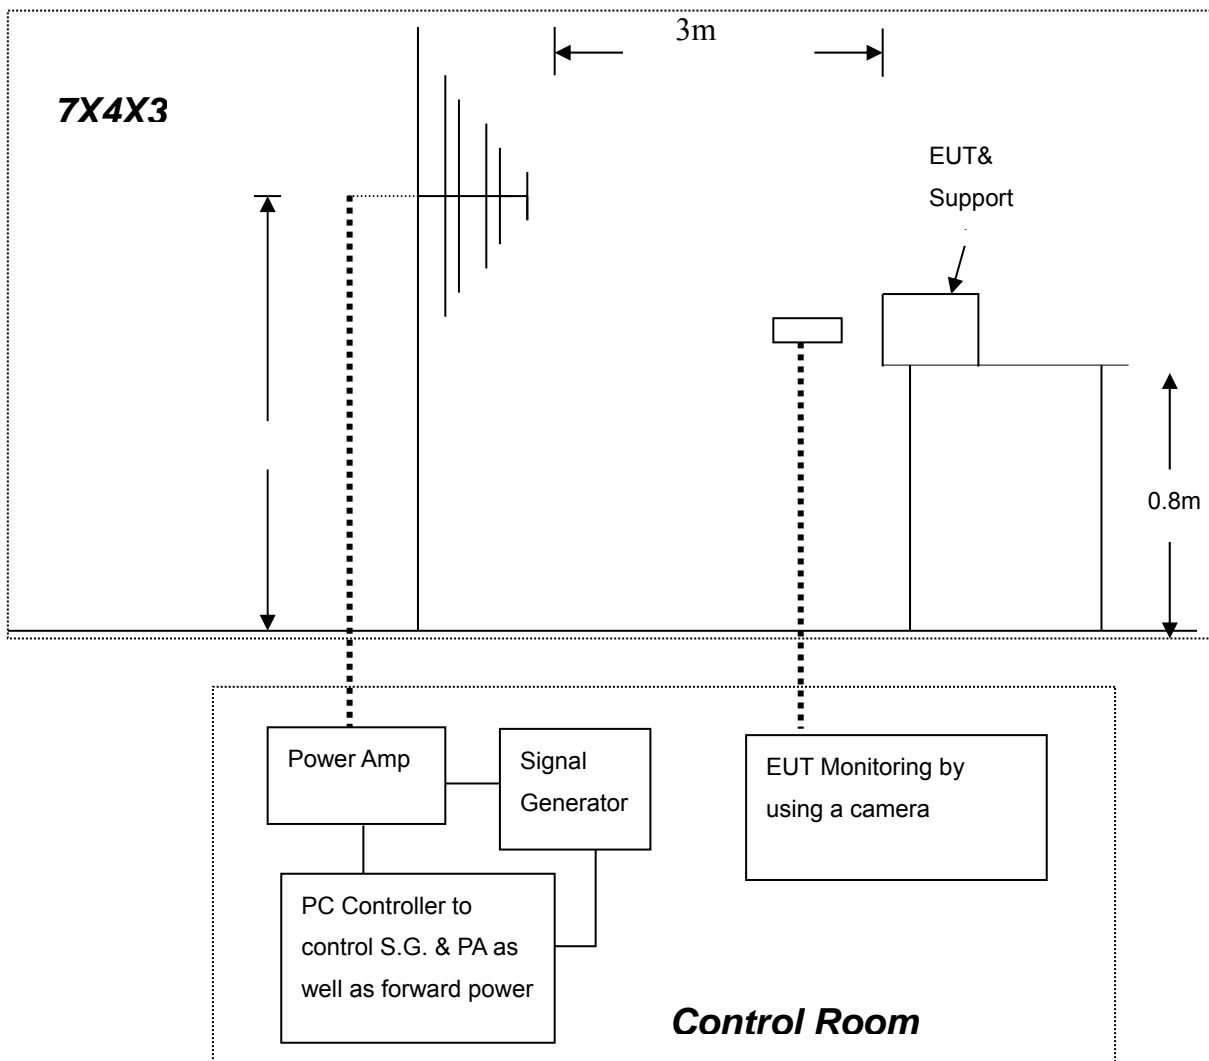 3m
7X4X3
EUT&
Support
0.8m
Power Amp
Signal
Generator
EUT Monitoring by
using a camera
PC Controller to
control S.G. & PA as
well as forward power
Control Room